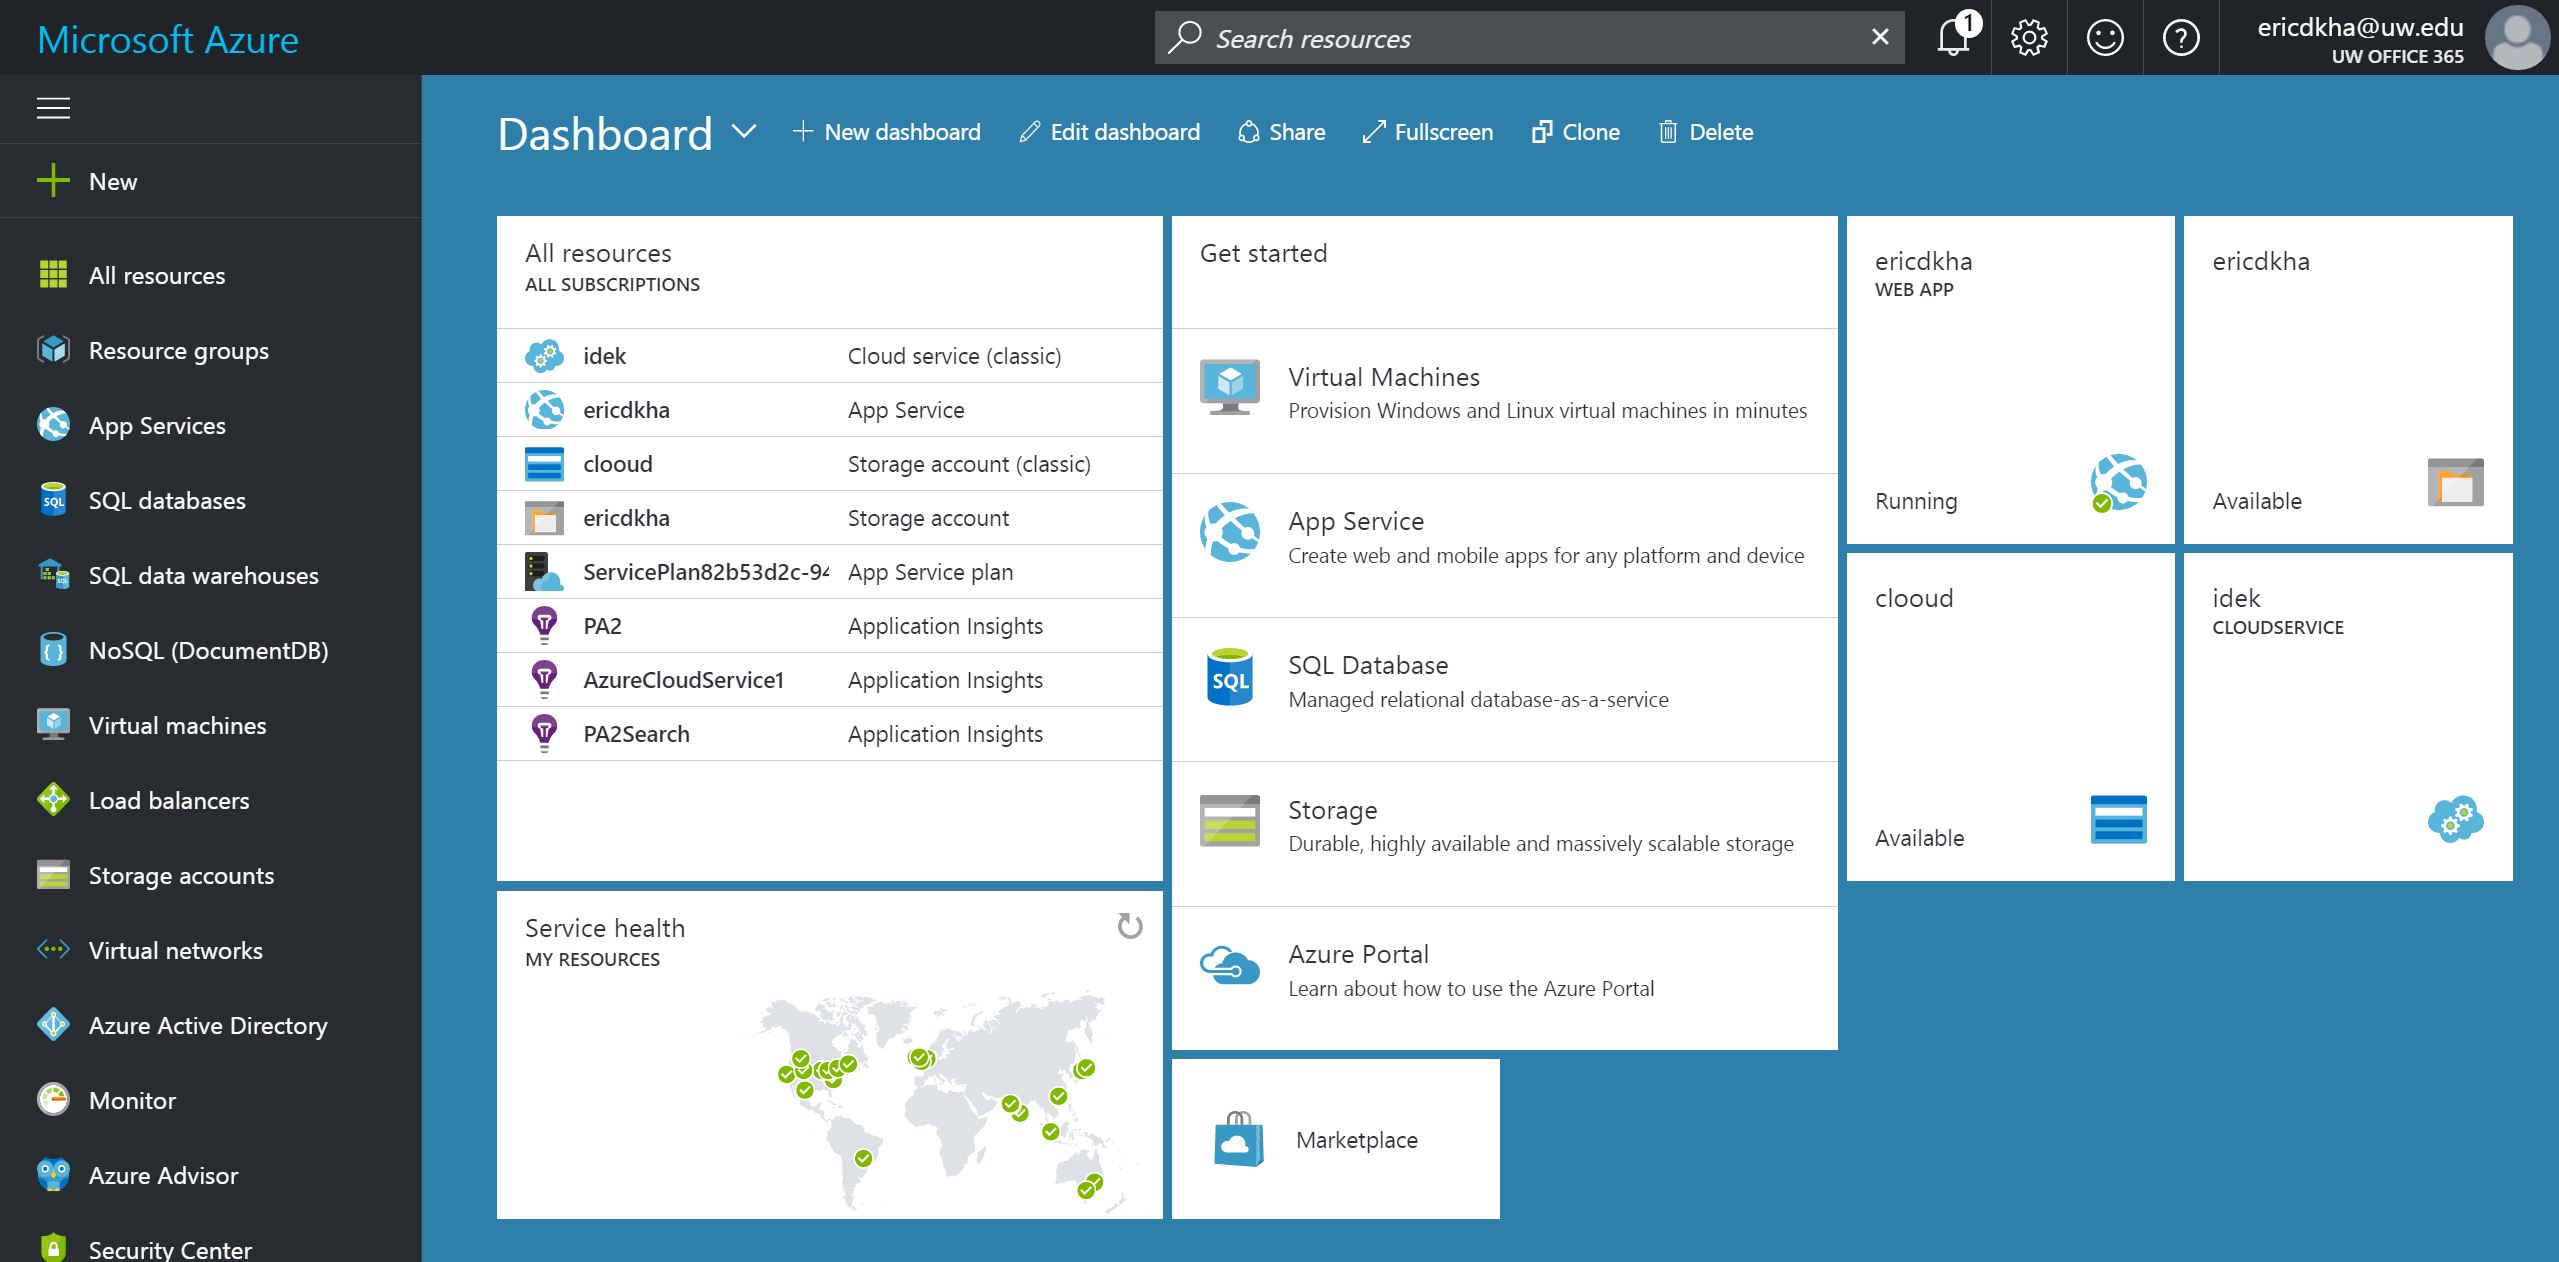 Microsoft Azure
Search resources
1
ericdkha@uw.edu
UW OFFICE 365
New
All resources
Resource groups
App Services
SQL databases
SQL data warehouses
NoSQL (DocumentDB)
Virtual machines
Load balancers
Storage accounts
Virtual networks
Azure Active Directory
Monitor
Azure Advisor
Security Center
Dashboard
New dashboard
Edit dashboard
Share
Fullscreen
Clone
Delete
All resources
ALL SUBSCRIPTIONS
idek Cloud service (classic)
ericdkha App Service
clooud Storage account (classic)
ericdkha Storage account
ServicePlan82b53d2c-94 App Service plan
PA2 Application Insights
AzureCloudService1 Application Insights
PA2Search Application Insights
Service health
MY RESOURCES
Get started
Virtual Machines
Provision Windows and Linux virtual machines in minutes
App Service
Create web and mobile apps for any platform and device
SQL
SQL Database
Managed relational database-as-a-service
Storage
Durable, highly available and massively scalable storage
Azure Portal
Learn about how to use the Azure Portal
Marketplace
ericdkha
WEB APP
Running
ericdkha
Available
clooud
Available
idek
CLOUDSERVICE